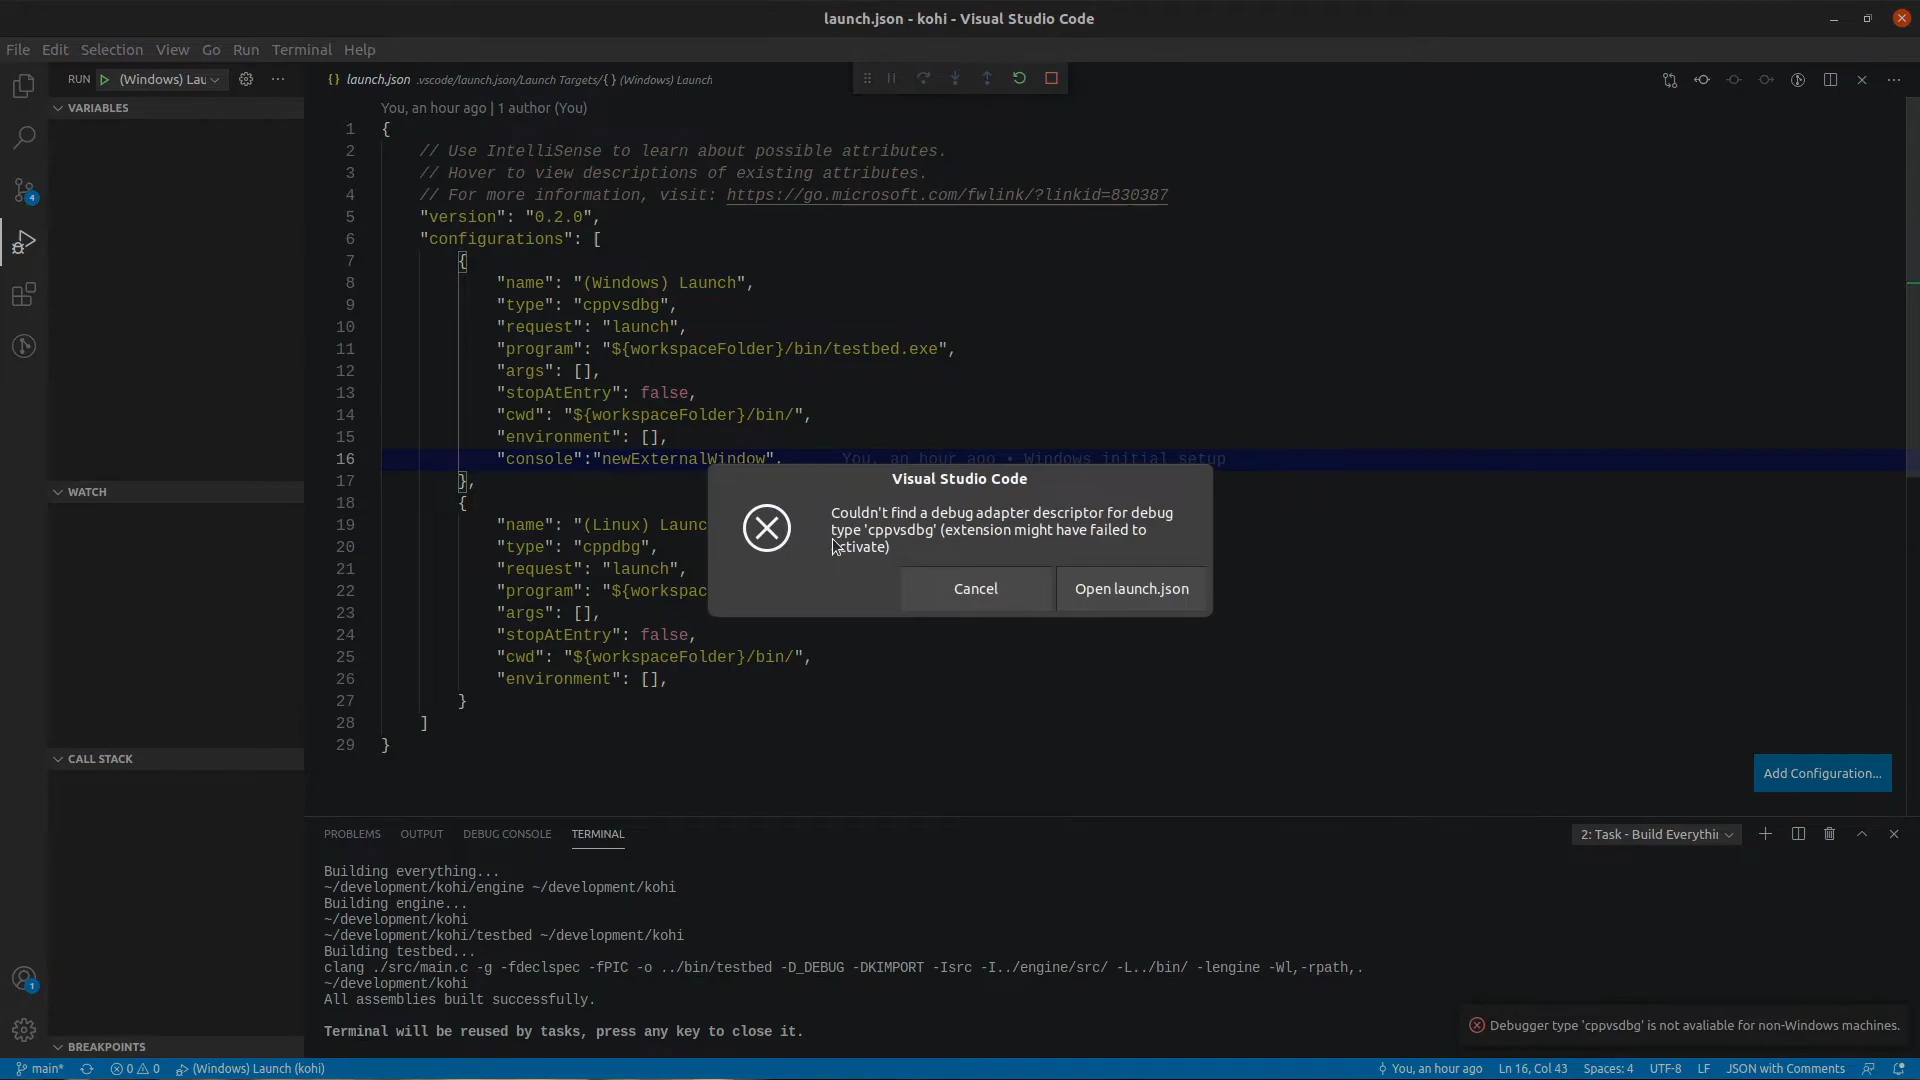 launch.json - kohi - Visual Studio Code
File Edit Selection View Go Run Terminal Help
RUN (Windows) Lau
launch.json .vscode/launch.json/Launch Targets/{ } (Windows) Launch
VARIABLES
You, an hour ago | 1 author (You)
1 {
2 // Use IntelliSense to learn about possible attributes.
3 // Hover to view descriptions of existing attributes.
4 // For more information, visit: https://go.microsoft.com/fwlink/?linkid=830387
5 "version": "0.2.0",
6 "configurations": [
7 {
8 "name": "(Windows) Launch",
9 "type": "cppvsdbg",
10 "request": "launch",
11 "program": "${workspaceFolder}/bin/testbed.exe",
12 "args": [],
13 "stopAtEntry": false,
14 "cwd": "${workspaceFolder}/bin/",
15 "environment": [],
16 "console":"newExternalWindow", You, an hour ago • Windows initial setup
17 },
18 {
19 "name": "(Linux) Launc
20 "type": "cppdbg",
21 "request": "launch",
22 "program": "${workspac
23 "args": [],
24 "stopAtEntry": false,
25 "cwd": "${workspaceFolder}/bin/",
26 "environment": [],
27 }
28 ]
29 }
Visual Studio Code
Couldn't find a debug adapter descriptor for debug
type 'cppvsdbg' (extension might have failed to
activate)
Cancel
Open launch.json
4
WATCH
CALL STACK
BREAKPOINTS
1
Add Configuration...
PROBLEMS OUTPUT DEBUG CONSOLE TERMINAL
2: Task - Build Everythin
Building everything...
~/development/kohi/engine ~/development/kohi
Building engine...
~/development/kohi
~/development/kohi/testbed ~/development/kohi
Building testbed...
clang ./src/main.c -g -fdeclspec -fPIC -o ../bin/testbed -D_DEBUG -DKIMPORT -Isrc -I../engine/src/ -L../bin/ -lengine -Wl,-rpath,.
~/development/kohi
All assemblies built successfully.
Terminal will be reused by tasks, press any key to close it.
Debugger type 'cppvsdbg' is not avaliable for non-Windows machines.
main* 0 0 (Windows) Launch (kohi)
You, an hour ago Ln 16, Col 43 Spaces: 4 UTF-8 LF JSON with Comments